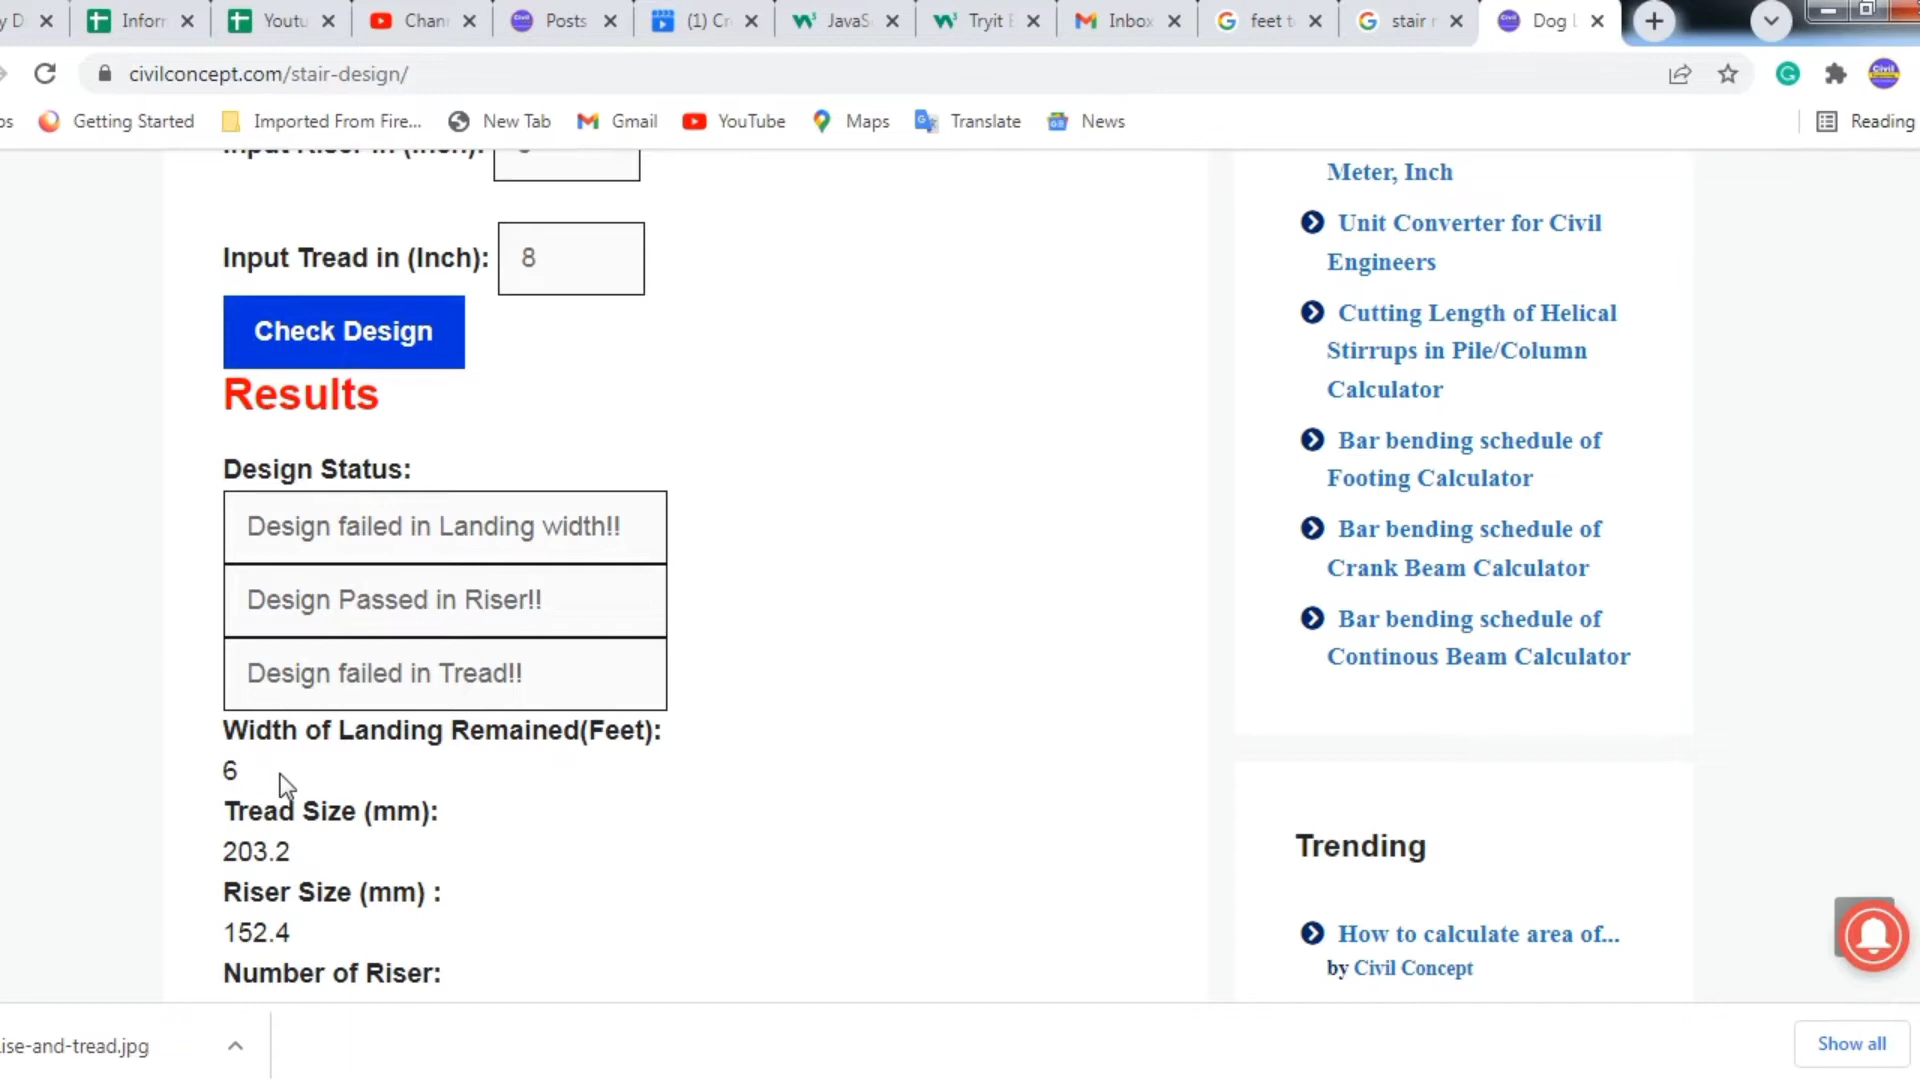 y D
Inforn
Youtu
Chan
Posts
(1) Cr
JavaS
Tryit E
Inbox
feet t
stair r
Dog L
civilconcept.com/stair-design/
os
Getting Started
Imported From Fire...
New Tab
Gmail
YouTube
Maps
Translate
News
Reading
Input Riser in (Inch):
Input Tread in (Inch):
8
Check Design
Results
Design Status:
Design failed in Landing width!!
Design Passed in Riser!!
Design failed in Tread!!
Width of Landing Remained(Feet):
6
Tread Size (mm):
203.2
Riser Size (mm) :
152.4
Number of Riser:
Meter, Inch
Unit Converter for Civil
Engineers
Cutting Length of Helical
Stirrups in Pile/Column
Calculator
Bar bending schedule of
Footing Calculator
Bar bending schedule of
Crank Beam Calculator
Bar bending schedule of
Continous Beam Calculator
Trending
How to calculate area of...
by Civil Concept
ise-and-tread.jpg
Show all